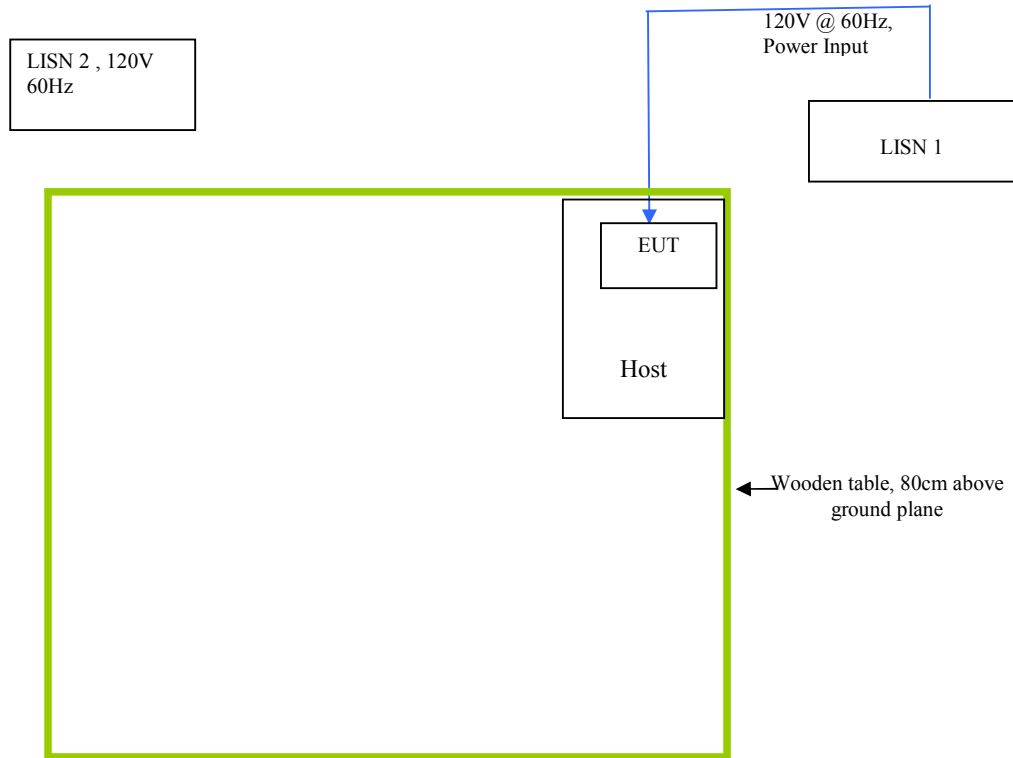 120V @ 60Hz,
Power Input
LISN 2 , 120V
60Hz
LISN 1
EUT
Host
Wooden table, 80cm above
ground plane